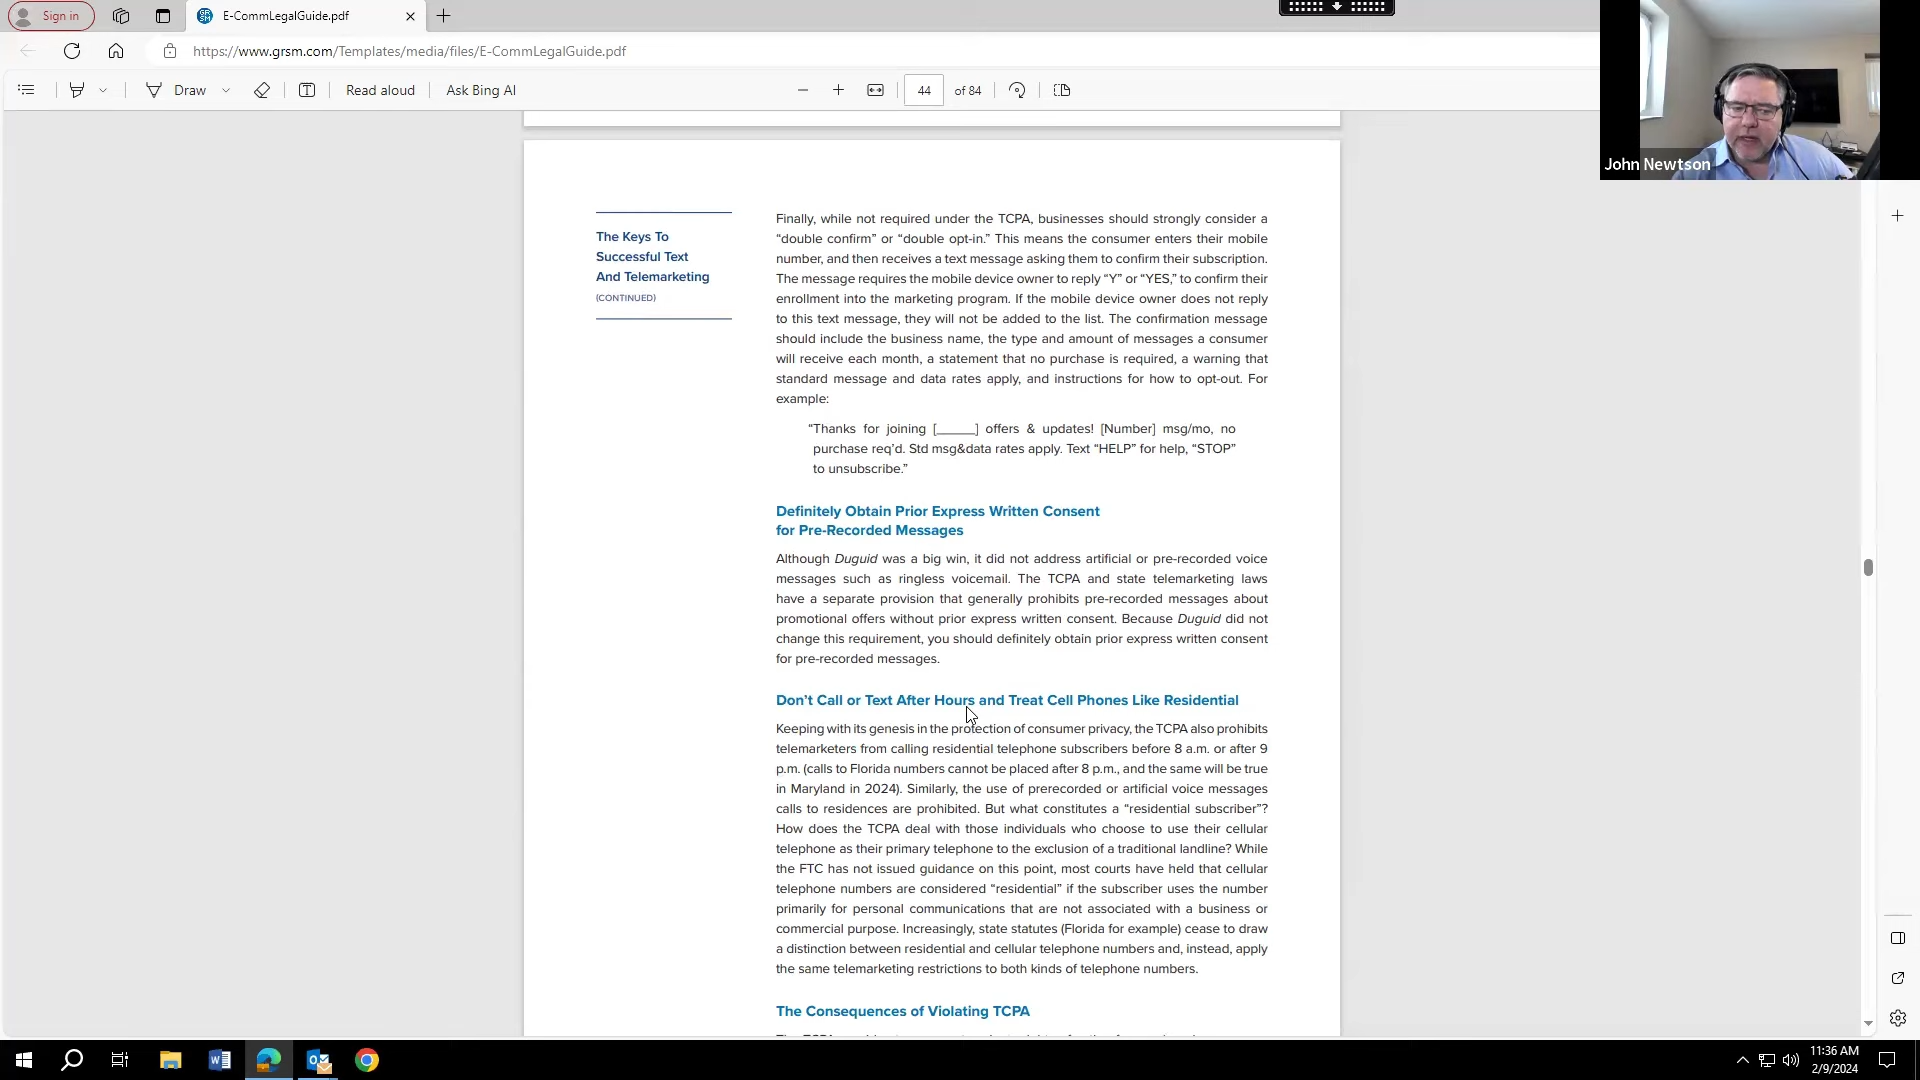 Sign in
E-CommLegalGuide.pdf
https://www.grsm.com/Templates/media/files/E-CommLegalGuide.pdf
Draw
Read aloud
Ask Bing AI
44
of 84
John Newtson
The Keys To
Successful Text
And Telemarketing
(CONTINUED)
Finally, while not required under the TCPA, businesses should strongly consider a
“double confirm” or “double opt-in.” This means the consumer enters their mobile
number, and then receives a text message asking them to confirm their subscription.
The message requires the mobile device owner to reply “Y” or “YES,” to confirm their
enrollment into the marketing program. If the mobile device owner does not reply
to this text message, they will not be added to the list. The confirmation message
should include the business name, the type and amount of messages a consumer
will receive each month, a statement that no purchase is required, a warning that
standard message and data rates apply, and instructions for how to opt-out. For
example:
“Thanks for joining [_____] offers & updates! [Number] msg/mo, no
purchase req’d. Std msg&data rates apply. Text “HELP” for help, “STOP”
to unsubscribe.”
Definitely Obtain Prior Express Written Consent
for Pre-Recorded Messages
Although Duguid was a big win, it did not address artificial or pre-recorded voice
messages such as ringless voicemail. The TCPA and state telemarketing laws
have a separate provision that generally prohibits pre-recorded messages about
promotional offers without prior express written consent. Because Duguid did not
change this requirement, you should definitely obtain prior express written consent
for pre-recorded messages.
Don’t Call or Text After Hours and Treat Cell Phones Like Residential
Keeping with its genesis in the protection of consumer privacy, the TCPA also prohibits
telemarketers from calling residential telephone subscribers before 8 a.m. or after 9
p.m. (calls to Florida numbers cannot be placed after 8 p.m., and the same will be true
in Maryland in 2024). Similarly, the use of prerecorded or artificial voice messages
calls to residences are prohibited. But what constitutes a “residential subscriber”?
How does the TCPA deal with those individuals who choose to use their cellular
telephone as their primary telephone to the exclusion of a traditional landline? While
the FTC has not issued guidance on this point, most courts have held that cellular
telephone numbers are considered “residential” if the subscriber uses the number
primarily for personal communications that are not associated with a business or
commercial purpose. Increasingly, state statutes (Florida for example) cease to draw
a distinction between residential and cellular telephone numbers and, instead, apply
the same telemarketing restrictions to both kinds of telephone numbers.
The Consequences of Violating TCPA
11:36 AM
2/9/2024